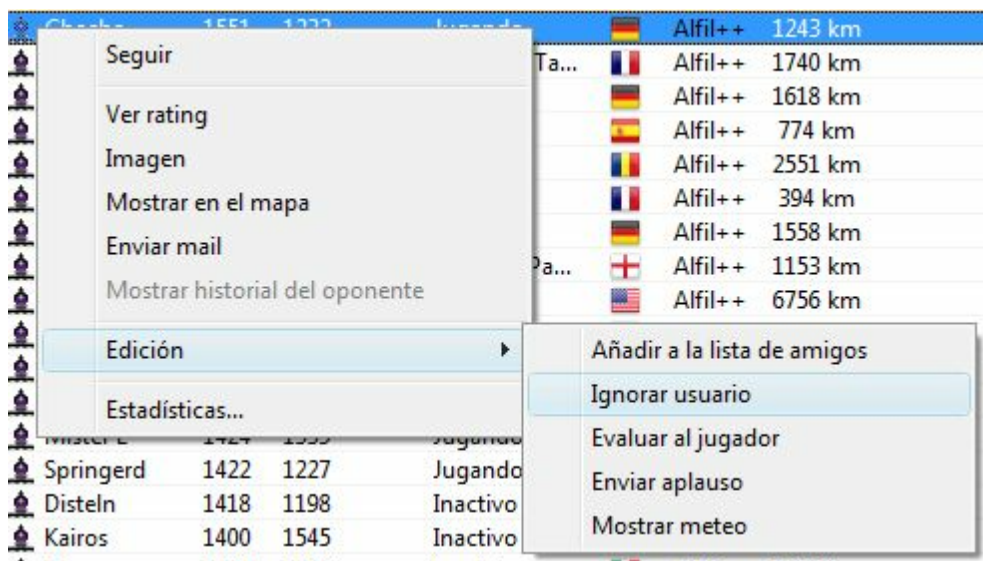 1243 km
Alfil++
Seguir
Ta... Alfil++ 1740 km
Alfil++ 1618 km
Ver rating
Alfil++ 774 km
Imagen
Alfil++ 2551 km
Mostrar en el mapa
Alfil++ 394 km
Enviar mail
Alfil++ 1558 km
Pa... Alfil++ 1153 km
Mostrar historial del oponente
Alfil++ 6756 km
Edición
Añadir a la lista de amigos
Ignorar usuario
Estadísticas...
Evaluar al jugador
Springerd 1422 1227 Jugando
Enviar aplauso
Disteln 1418 1198 Inactivo
Mostrar meteo
Kairos 1400 1545 Inactivo